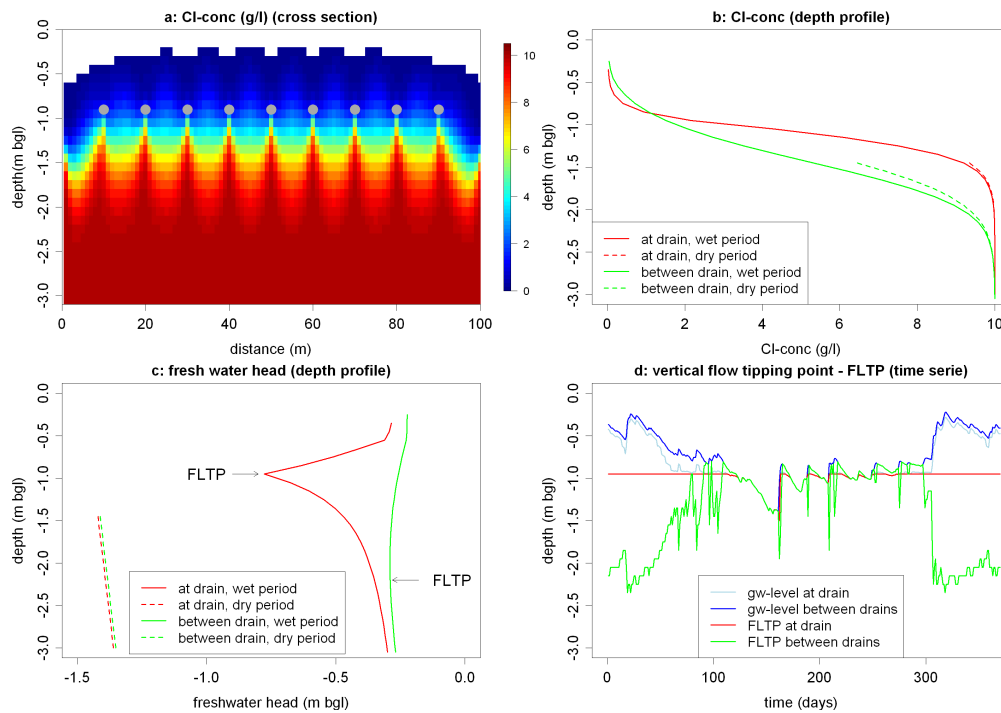 a: Cl-conc (g/l) (cross section)
depth(m bgl)
0.0
-0.5
-1.0
-1.5
-2.0
-2.5
-3.0
0
20
40
60
80
100
distance (m)
10
8
6
4
2
0
b: Cl-conc (depth profile)
depth (m bgl)
0.0
-0.5
-1.0
-1.5
-2.0
-2.5
-3.0
at drain, wet period
at drain, dry period
between drain, wet period
between drain, dry period
0
2
4
6
8
10
Cl-conc (g/l)
c: fresh water head (depth profile)
depth (m bgl)
0.0
-0.5
-1.0
-1.5
-2.0
-2.5
-3.0
FLTP
FLTP
at drain, wet period
at drain, dry period
between drain, wet period
between drain, dry period
-1.5
-1.0
-0.5
0.0
freshwater head (m bgl)
d: vertical flow tipping point - FLTP (time serie)
depth (m bgl)
0.0
-0.5
-1.0
-1.5
-2.0
-2.5
-3.0
gw-level at drain
gw-level between drains
FLTP at drain
FLTP between drains
0
100
200
300
time (days)